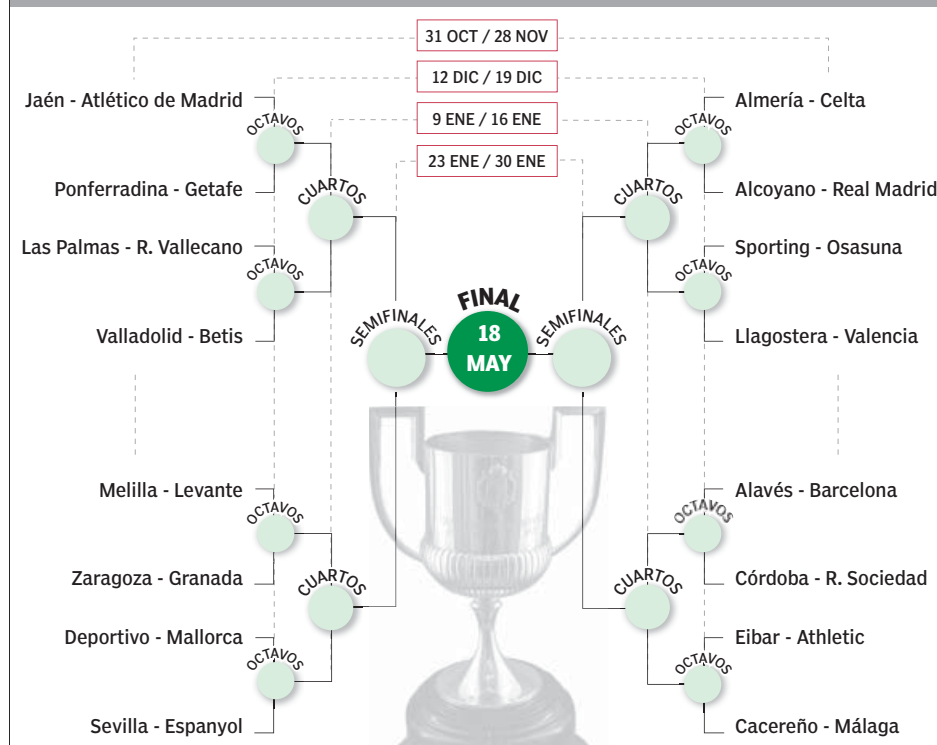 31 OCT / 28 NOV
12 DIC / 19 DIC
9 ENE / 16 ENE
23 ENE / 30 ENE
Jaén - Atlético de Madrid
OCTAVOS
Ponferradina - Getafe
CUARTOS
Las Palmas - R. Vallecano
OCTAVOS
Valladolid - Betis
SEMIFINALES
Melilla - Levante
OCTAVOS
Zaragoza - Granada
CUARTOS
Deportivo - Mallorca
OCTAVOS
Sevilla - Espanyol
FINAL
18
MAY
Almería - Celta
OCTAVOS
Alcoyano - Real Madrid
CUARTOS
Sporting - Osasuna
OCTAVOS
Llagostera - Valencia
SEMIFINALES
Alavés - Barcelona
OCTAVOS
Córdoba - R. Sociedad
CUARTOS
Eibar - Athletic
OCTAVOS
Cacereño - Málaga